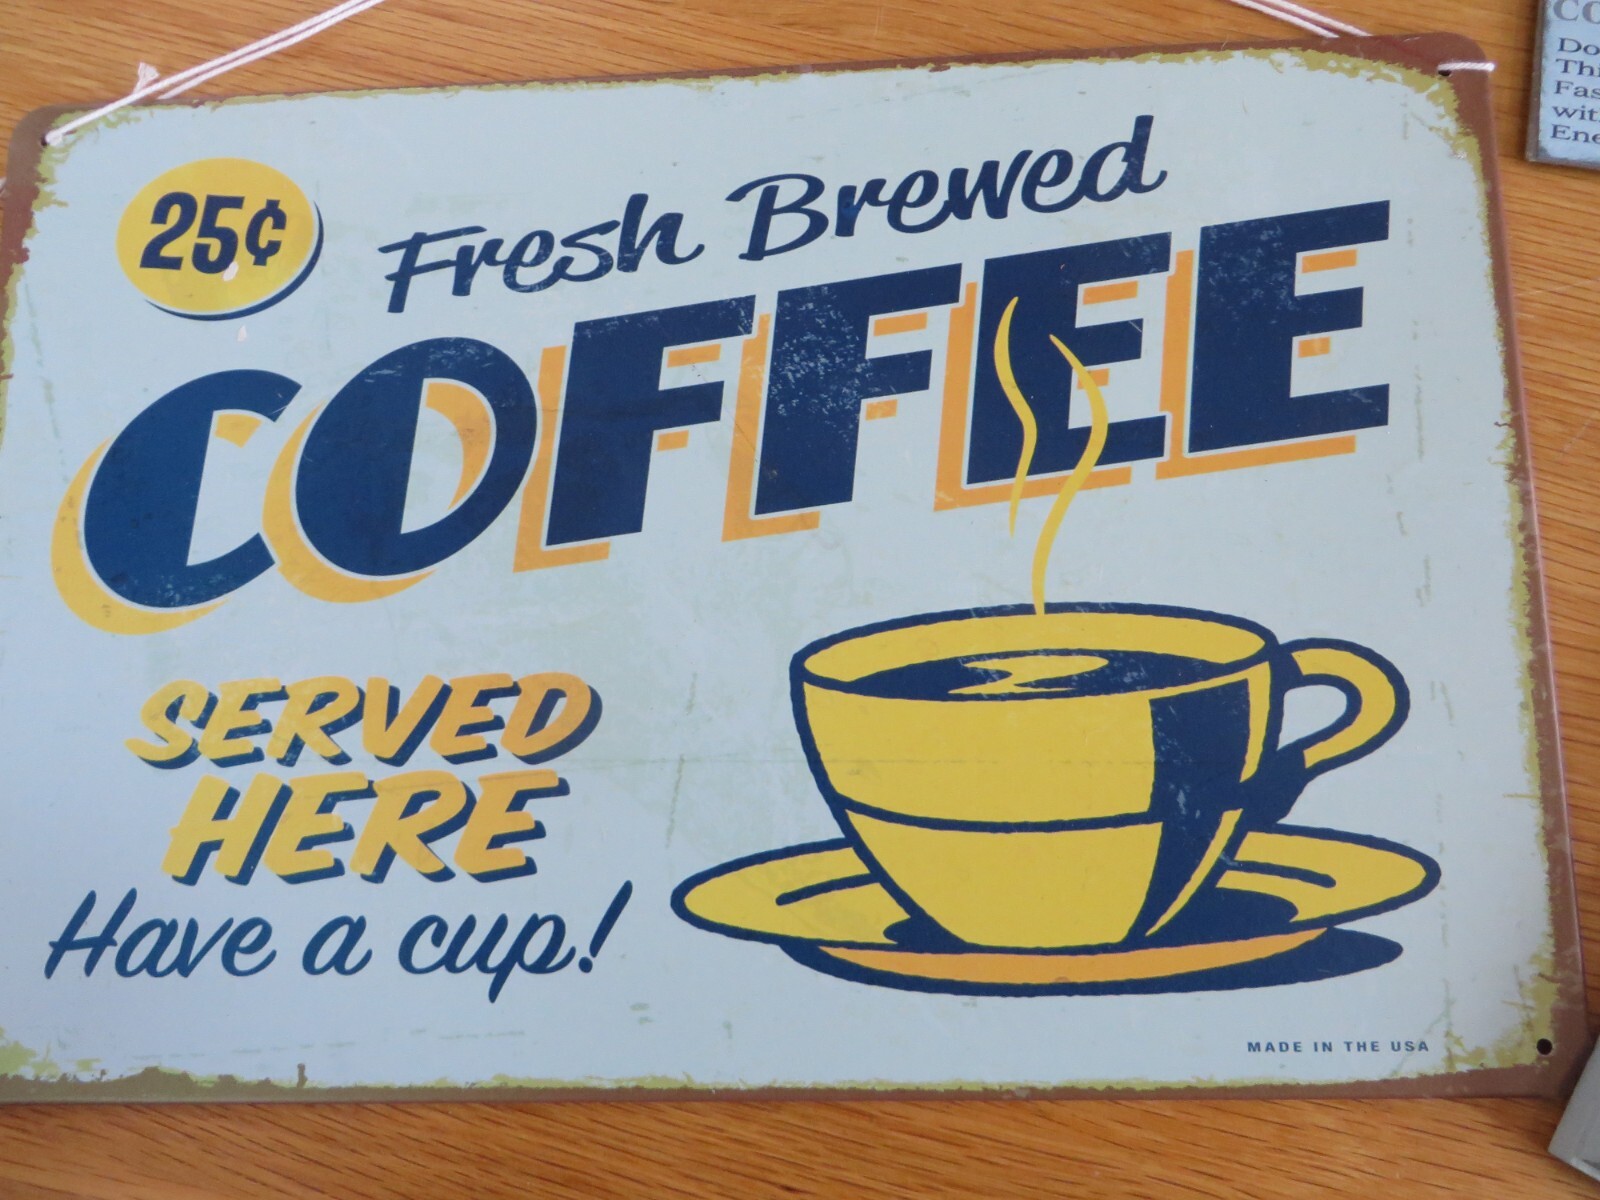 25¢
Fresh Brewed
COFFEE
SERVED
HERE
Have a cup!
MADE IN THE USA